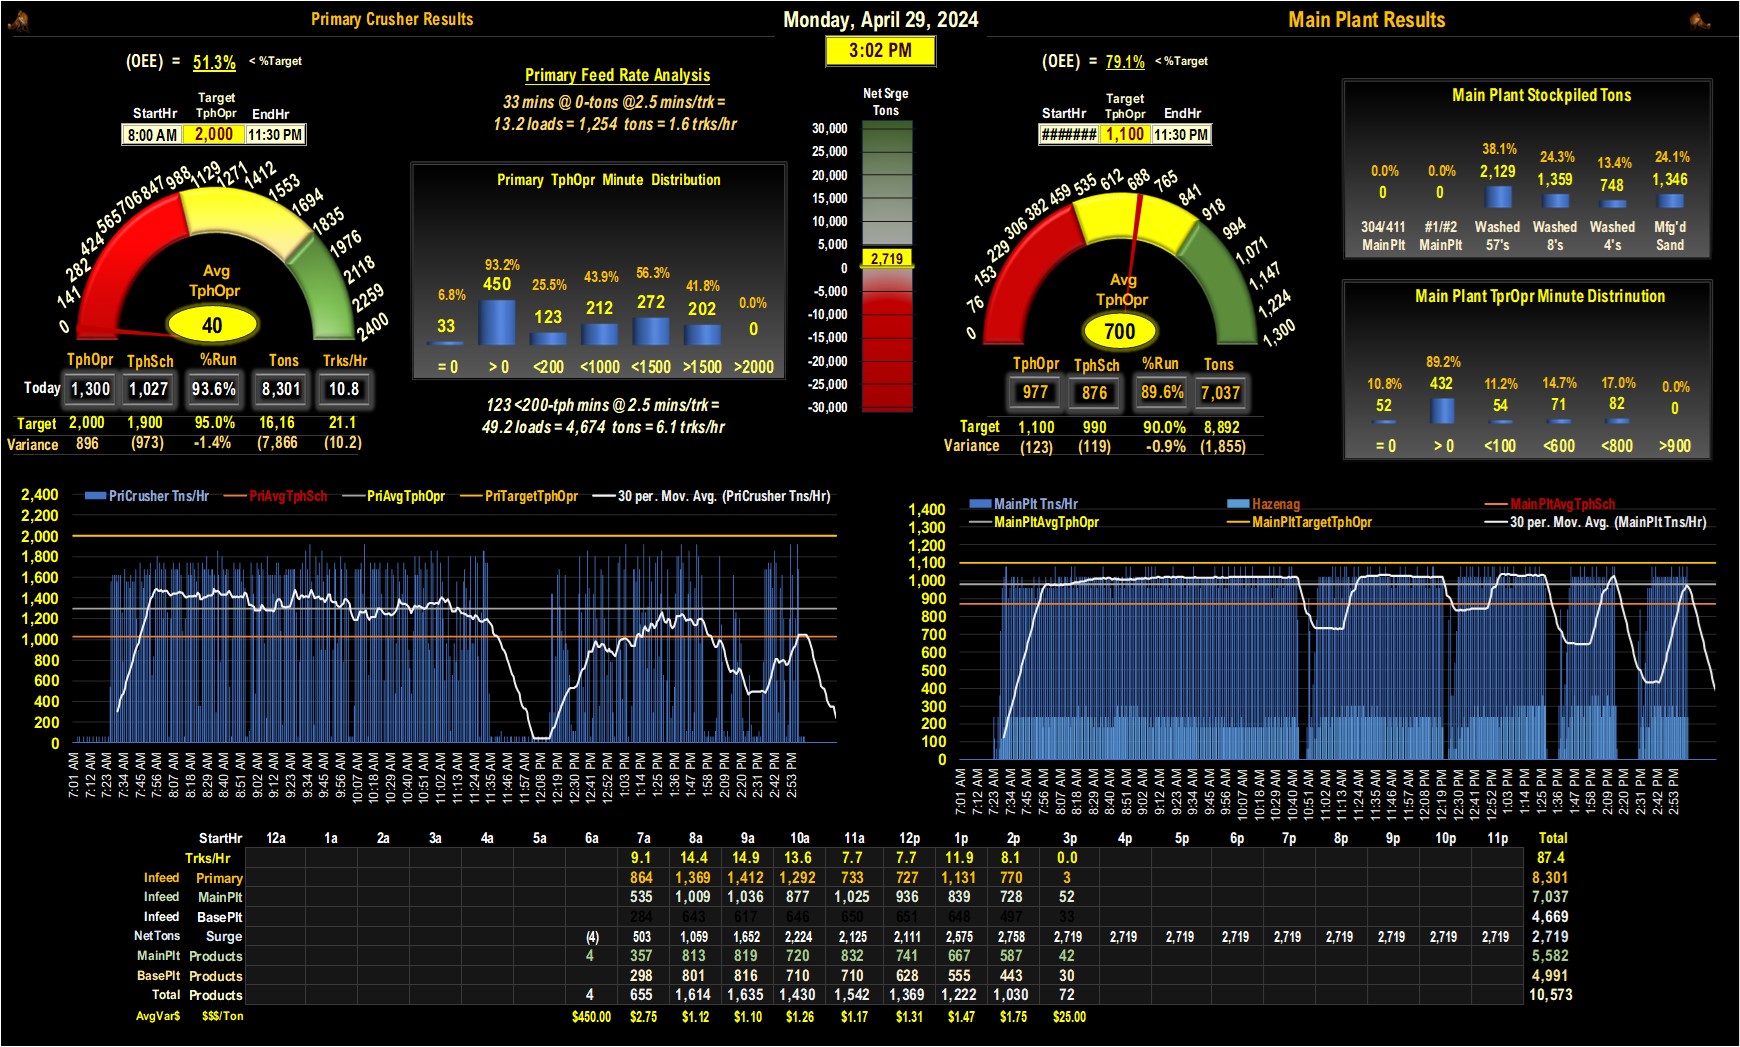 Primary Crusher Results
Monday, April 29, 2024
Main Plant Results
3:02 PM
(OEE) = 51.3% < %Target
StartHr Target TphOpr EndHr
8:00 AM 2,000 11:30 PM
0 141 282 424 565 706 847 988 1129 1271 1412 1553 1694 1835 1976 2118 2259 2400
Avg
TphOpr
40
TphOpr TphSch %Run Tons Trks/Hr
Today 1,300 1,027 93.6% 8,301 10.8
Target 2,000 1,900 95.0% 16,16 21.1
Variance 896 (973) -1.4% (7,866 (10.2)
Primary Feed Rate Analysis
33 mins @ 0-tons @2.5 mins/trk =
13.2 loads = 1,254 tons = 1.6 trks/hr
Primary TphOpr Minute Distribution
6.8% 93.2% 25.5% 43.9% 56.3% 41.8% 0.0%
33 450 123 212 272 202 0
= 0 > 0 <200 <1000 <1500 >1500 >2000
123 <200-tph mins @ 2.5 mins/trk =
49.2 loads = 4,674 tons = 6.1 trks/hr
Net Srge
Tons
30,000
25,000
20,000
15,000
10,000
5,000
2,719
0
-5,000
-10,000
-15,000
-20,000
-25,000
-30,000
(OEE) = 79.1% < %Target
StartHr Target TphOpr EndHr
####### 1,100 11:30 PM
0 76 153 229 306 382 459 535 612 688 765 841 918 994 1,071 1,147 1,224 1,300
Avg
TphOpr
700
TphOpr TphSch %Run Tons
977 876 89.6% 7,037
Target 1,100 990 90.0% 8,892
Variance (123) (119) -0.9% (1,855)
Main Plant Stockpiled Tons
0.0% 0.0% 38.1% 24.3% 13.4% 24.1%
0 0 2,129 1,359 748 1,346
304/411 #1/#2 Washed Washed Washed Mfg'd
MainPlt MainPlt 57's 8's 4's Sand
Main Plant TprOpr Minute Distrinution
10.8% 89.2% 11.2% 14.7% 17.0% 0.0%
52 432 54 71 82 0
= 0 > 0 <100 <600 <800 >900
PriCrusher Tns/Hr PriAvgTphSch PriAvgTphOpr PriTargetTphOpr 30 per. Mov. Avg. (PriCrusher Tns/Hr)
2,400
2,200
2,000
1,800
1,600
1,400
1,200
1,000
800
600
400
200
0
7:01 AM 7:12 AM 7:23 AM 7:34 AM 7:45 AM 7:56 AM 8:07 AM 8:18 AM 8:29 AM 8:40 AM 8:51 AM 9:02 AM 9:12 AM 9:23 AM 9:34 AM 9:45 AM 9:56 AM 10:07 AM 10:18 AM 10:29 AM 10:40 AM 10:51 AM 11:02 AM 11:13 AM 11:24 AM 11:35 AM 11:46 AM 11:57 AM 12:08 PM 12:19 PM 12:30 PM 12:41 PM 12:52 PM 1:03 PM 1:14 PM 1:25 PM 1:36 PM 1:47 PM 1:58 PM 2:09 PM 2:20 PM 2:31 PM 2:42 PM 2:53 PM
MainPlt Tns/Hr Hazenag MainPltAvgTphSch
MainPltAvgTphOpr MainPltTargetTphOpr 30 per. Mov. Avg. (MainPlt Tns/Hr)
1,400
1,300
1,200
1,100
1,000
900
800
700
600
500
400
300
200
100
0
7:01 AM 7:12 AM 7:23 AM 7:34 AM 7:45 AM 7:56 AM 8:07 AM 8:18 AM 8:29 AM 8:40 AM 8:51 AM 9:02 AM 9:12 AM 9:23 AM 9:34 AM 9:45 AM 9:56 AM 10:07 AM 10:18 AM 10:29 AM 10:40 AM 10:51 AM 11:02 AM 11:13 AM 11:24 AM 11:35 AM 11:46 AM 11:57 AM 12:08 PM 12:19 PM 12:30 PM 12:41 PM 12:52 PM 1:03 PM 1:14 PM 1:25 PM 1:36 PM 1:47 PM 1:58 PM 2:09 PM 2:20 PM 2:31 PM 2:42 PM 2:53 PM
StartHr 12a 1a 2a 3a 4a 5a 6a 7a 8a 9a 10a 11a 12p 1p 2p 3p 4p 5p 6p 7p 8p 9p 10p 11p Total
Trks/Hr 9.1 14.4 14.9 13.6 7.7 7.7 11.9 8.1 0.0 87.4
Infeed Primary 864 1,369 1,412 1,292 733 727 1,131 770 3 8,301
Infeed MainPlt 535 1,009 1,036 877 1,025 936 839 728 52 7,037
Infeed BasePlt 284 643 617 646 650 651 648 497 33 4,669
NetTons Surge (4) 503 1,059 1,652 2,224 2,125 2,111 2,575 2,758 2,719 2,719 2,719 2,719 2,719 2,719 2,719 2,719 2,719 2,719
MainPlt Products 4 357 813 819 720 832 741 667 587 42 5,582
BasePlt Products 298 801 816 710 710 628 555 443 30 4,991
Total Products 4 655 1,614 1,635 1,430 1,542 1,369 1,222 1,030 72 10,573
AvgVar$ $$$/Ton $450.00 $2.75 $1.12 $1.10 $1.26 $1.17 $1.31 $1.47 $1.75 $25.00